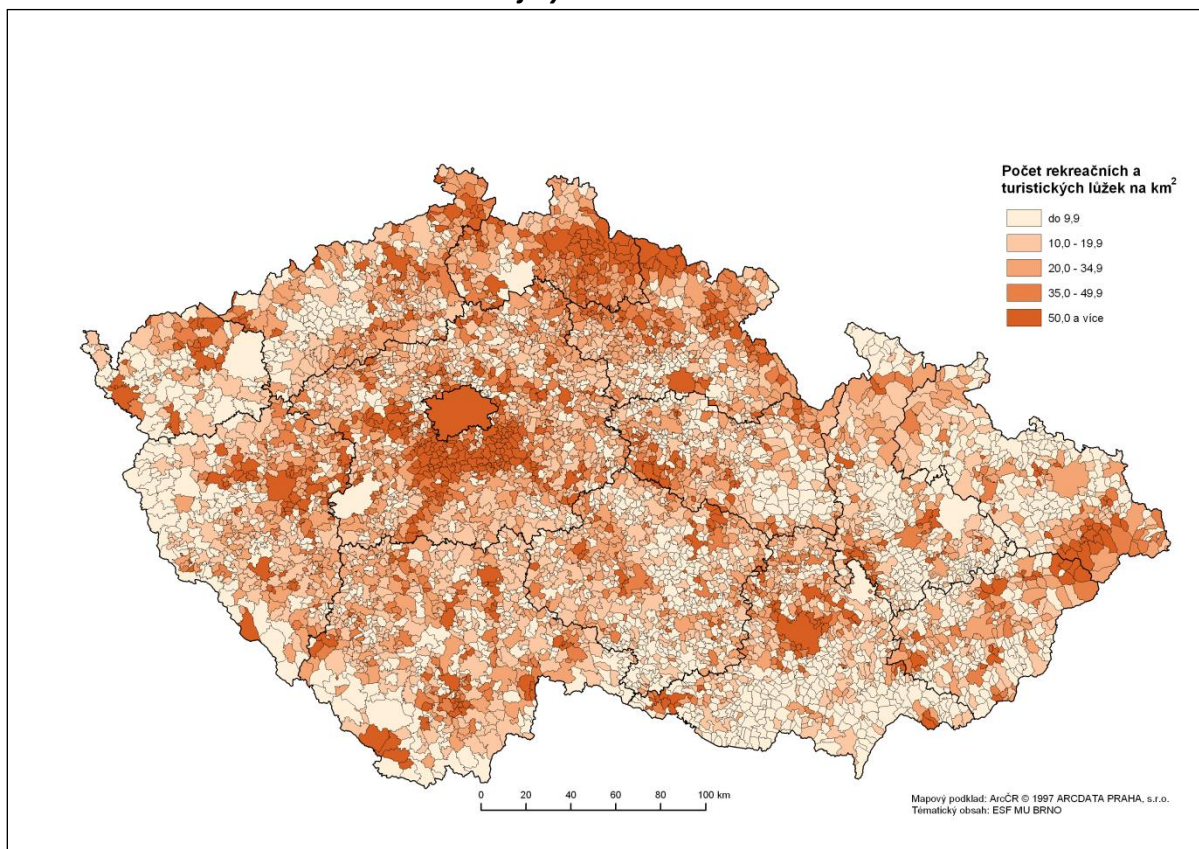 Počet rekreačních a
turistických lůžek na km²
do 9,9
10,0 - 19,9
20,0 - 34,9
35,0 - 49,9
50,0 a více
0 20 40 60 80 100 km
Mapový podklad: ArcČR © 1997 ARCDATA PRAHA, s.r.o.
Tématický obsah: ESF MU BRNO